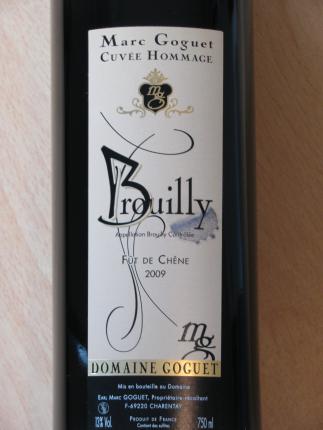 Marc Goguet
CUVÉE HOMMAGE
mg
Brouilly
Appellation Brouilly Contrôlée
FÛT DE CHÊNE
2009
mg
DOMAINE GOGUET
Mis en bouteille au Domaine
EARL MARC GOGUET, Propriétaire-récoltant
F-69220 CHARENTAY
12% Vol. PRODUIT DE FRANCE 750 ml
Contient des sulfites